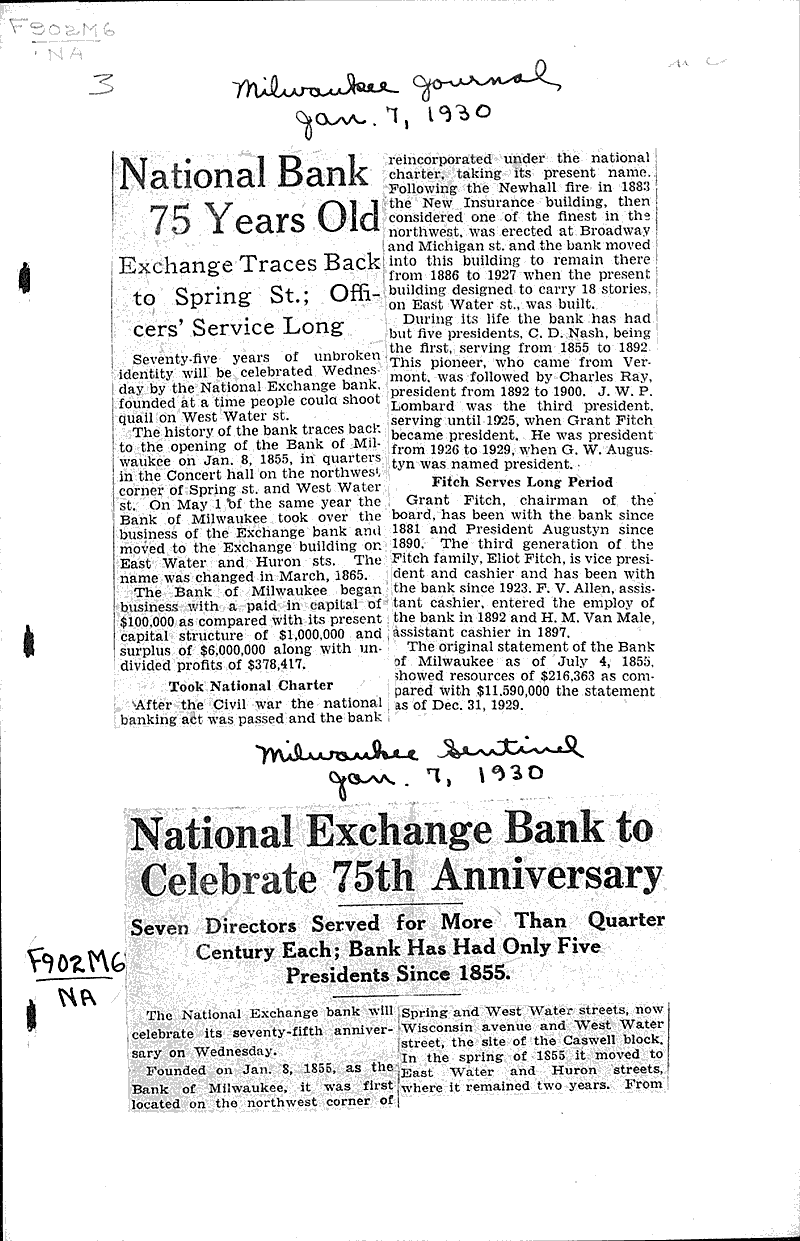 F902M6
NA
3
Milwaukee Journal
Jan. 7, 1930
National Bank
75 Years Old
Exchange Traces Back
to Spring St.; Offi-
cers' Service Long
Seventy-five years of unbroken
identity will be celebrated Wednes-
day by the National Exchange bank,
founded at a time people could shoot
quail on West Water st.
The history of the bank traces back
to the opening of the Bank of Mil-
waukee on Jan. 8, 1855, in quarters
in the Concert hall on the northwest
corner of Spring st. and West Water
st. On May 1 of the same year the
Bank of Milwaukee took over the
business of the Exchange bank and
moved to the Exchange building on
East Water and Huron sts. The
name was changed in March, 1865.
The Bank of Milwaukee began
business with a paid in capital of
$100,000 as compared with its present
capital structure of $1,000,000 and
surplus of $6,000,000 along with un-
divided profits of $378,417.
Took National Charter
After the Civil war the national
banking act was passed and the bank
reincorporated under the national
charter, taking its present name.
Following the Newhall fire in 1883
the New Insurance building, then
considered one of the finest in the
northwest, was erected at Broadway
and Michigan st. and the bank moved
into this building to remain there
from 1886 to 1927 when the present
building designed to carry 18 stories,
on East Water st., was built.
During its life the bank has had
but five presidents, C. D. Nash, being
the first, serving from 1855 to 1892.
This pioneer, who came from Ver-
mont, was followed by Charles Ray,
president from 1892 to 1900. J. W. P.
Lombard was the third president,
serving until 1925, when Grant Fitch
became president. He was president
from 1926 to 1929, when G. W. Augus-
tyn was named president.
Fitch Serves Long Period
Grant Fitch, chairman of the
board, has been with the bank since
1881 and President Augustyn since
1890. The third generation of the
Fitch family, Eliot Fitch, is vice presi-
dent and cashier and has been with
the bank since 1923. F. V. Allen, assis-
tant cashier, entered the employ of
the bank in 1892 and H. M. Van Male,
assistant cashier in 1897.
The original statement of the Bank
of Milwaukee as of July 4, 1855,
showed resources of $216,363 as com-
pared with $11,590,000 the statement
as of Dec. 31, 1929.
Milwaukee Sentinel
Jan. 7, 1930
National Exchange Bank to
Celebrate 75th Anniversary
Seven Directors Served for More Than Quarter
Century Each; Bank Has Had Only Five
Presidents Since 1855.
F902M6
NA
The National Exchange bank will
celebrate its seventy-fifth anniver-
sary on Wednesday.
Founded on Jan. 8, 1855, as the
Bank of Milwaukee, it was first
located on the northwest corner of
Spring and West Water streets, now
Wisconsin avenue and West Water
street, the site of the Caswell block.
In the spring of 1855 it moved to
East Water and Huron streets,
where it remained two years. From